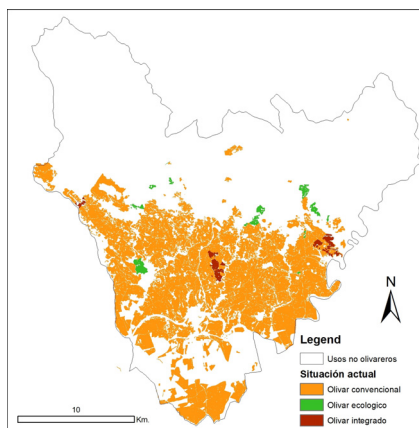 N
Legend
Usos no olivareros
Situación actual
Olivar convencional
Olivar ecologico
Olivar integrado
10
Km.